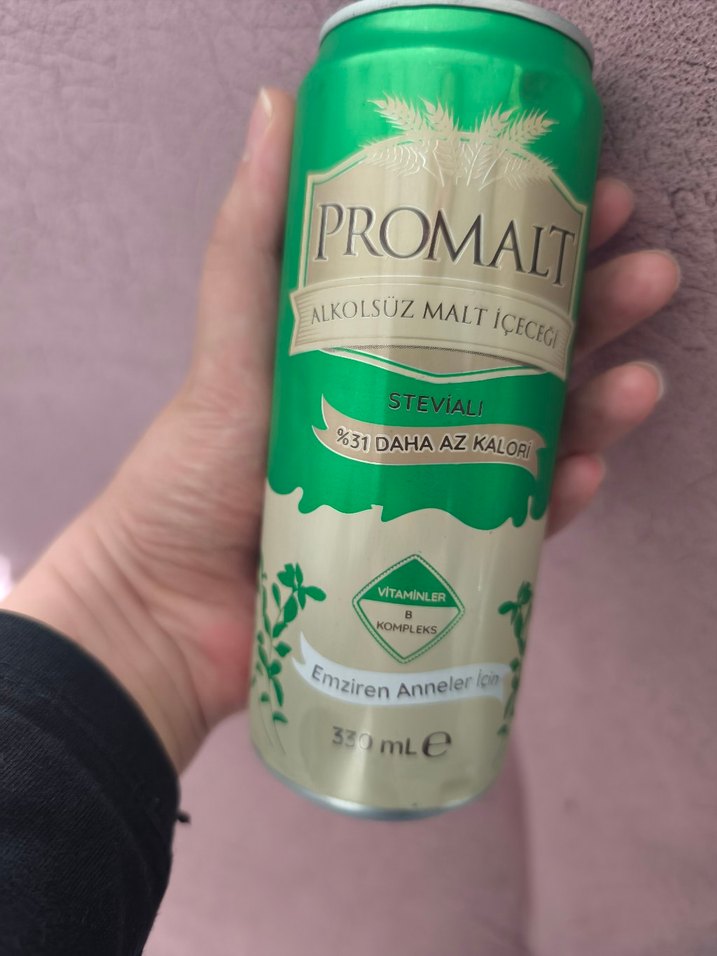 PROMALT
ALKOLSÜZ MALT İÇECEĞİ
STEVİALI
%31 DAHA AZ KALORİ
VİTAMİNLER
B
KOMPLEKS
Emziren Anneler İçin
330 mL ℮